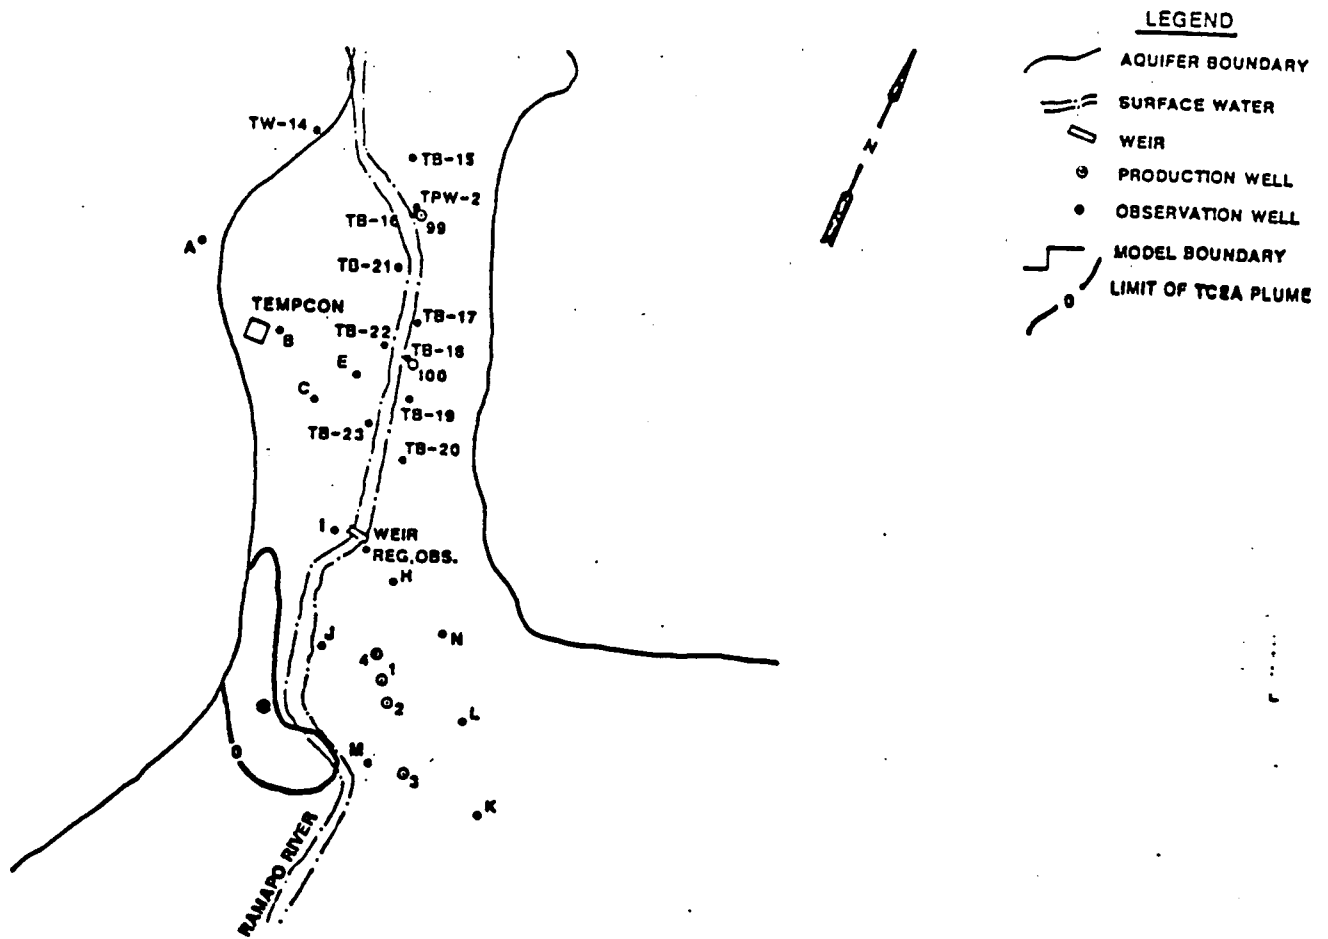 LEGEND
AQUIFER BOUNDARY
SURFACE WATER
WEIR
PRODUCTION WELL
OBSERVATION WELL
MODEL BOUNDARY
0
LIMIT OF TCEA PLUME
N
TW-14
TB-15
TPW-2
TB-16
99
A
TB-21
TEMPCON
B
TB-17
TB-22
TB-18
E
100
C
TB-19
TB-23
TB-20
I
WEIR
REG.OBS.
H
J
N
4
1
2
L
0
M
3
K
RAMAPO RIVER